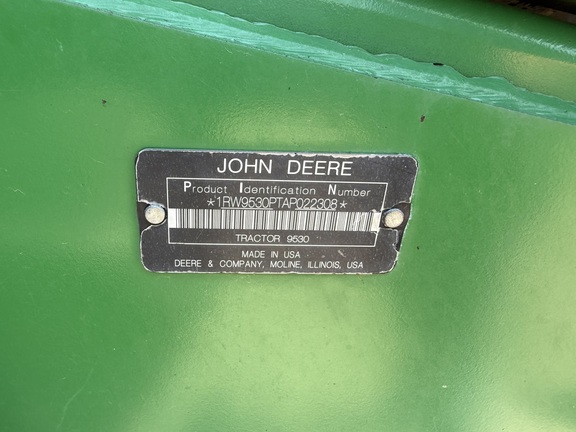 JOHN DEERE
Product Identification Number
*1RW9530PTAP022308*
TRACTOR 9530
MADE IN USA
DEERE & COMPANY, MOLINE, ILLINOIS, USA